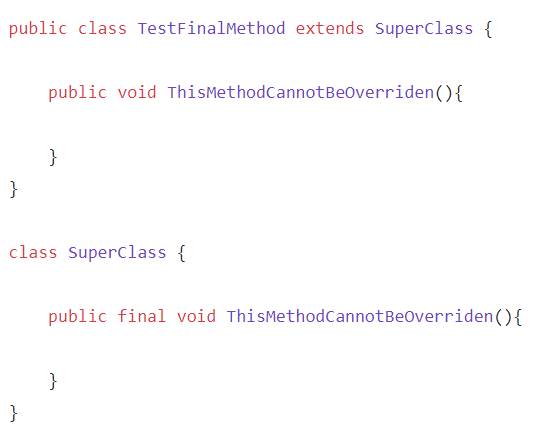 public class TestFinalMethod extends SuperClass {
public void ThisMethodCannotBeOverriden(){
}
}
class SuperClass {
public final void ThisMethodCannotBeOverriden(){
}
}